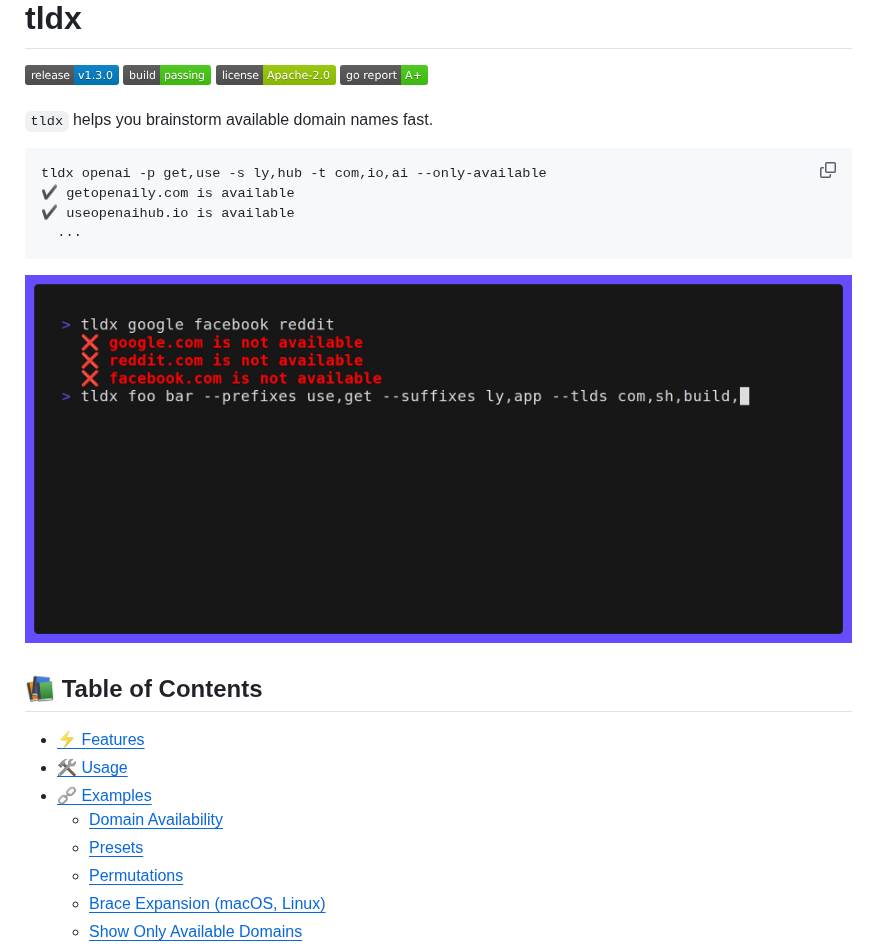 tldx
release v1.3.0 build passing license Apache-2.0 go report A+
tldx helps you brainstorm available domain names fast.
tldx openai -p get,use -s ly,hub -t com,io,ai --only-available
✔️ getopenaily.com is available
✔️ useopenaihub.io is available
...
> tldx google facebook reddit
❌ google.com is not available
❌ reddit.com is not available
❌ facebook.com is not available
> tldx foo bar --prefixes use,get --suffixes ly,app --tlds com,sh,build,
📚 Table of Contents
• ⚡ Features
• 🛠️ Usage
• 🔗 Examples
◦ Domain Availability
◦ Presets
◦ Permutations
◦ Brace Expansion (macOS, Linux)
◦ Show Only Available Domains